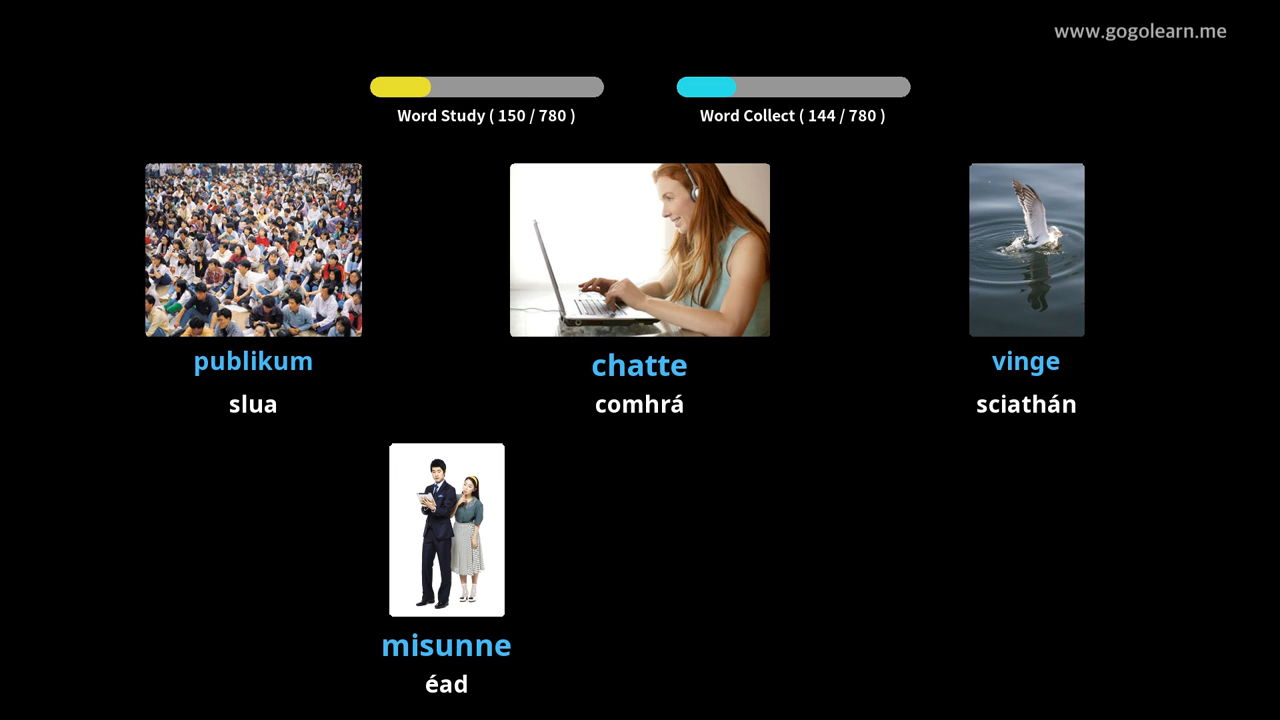 www.gogolearn.me
Word Study ( 150 / 780 )
Word Collect ( 144 / 780 )
publikum
chatte
vinge
slua
comhrá
sciathán
misunne
éad